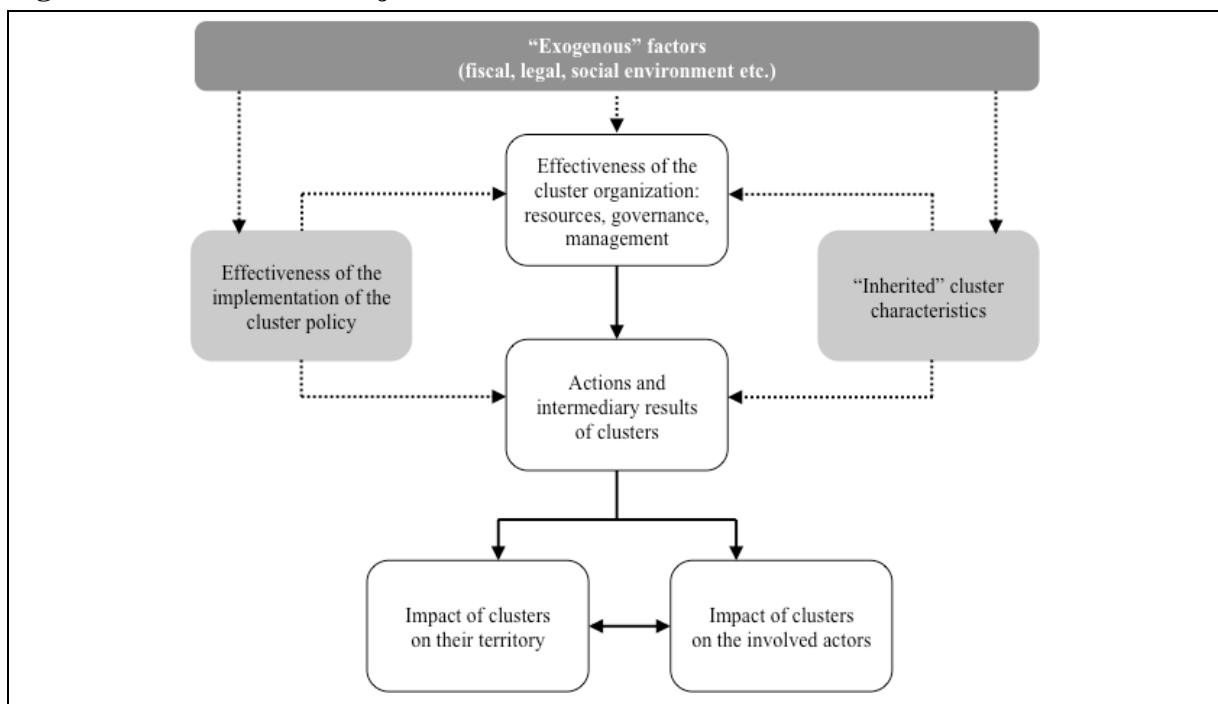 “Exogenous” factors
(fiscal, legal, social environment etc.)
Effectiveness of the
cluster organization:
resources, governance,
management
Effectiveness of the
implementation of the
cluster policy
“Inherited” cluster
characteristics
Actions and
intermediary results
of clusters
Impact of clusters
on their territory
Impact of clusters
on the involved actors